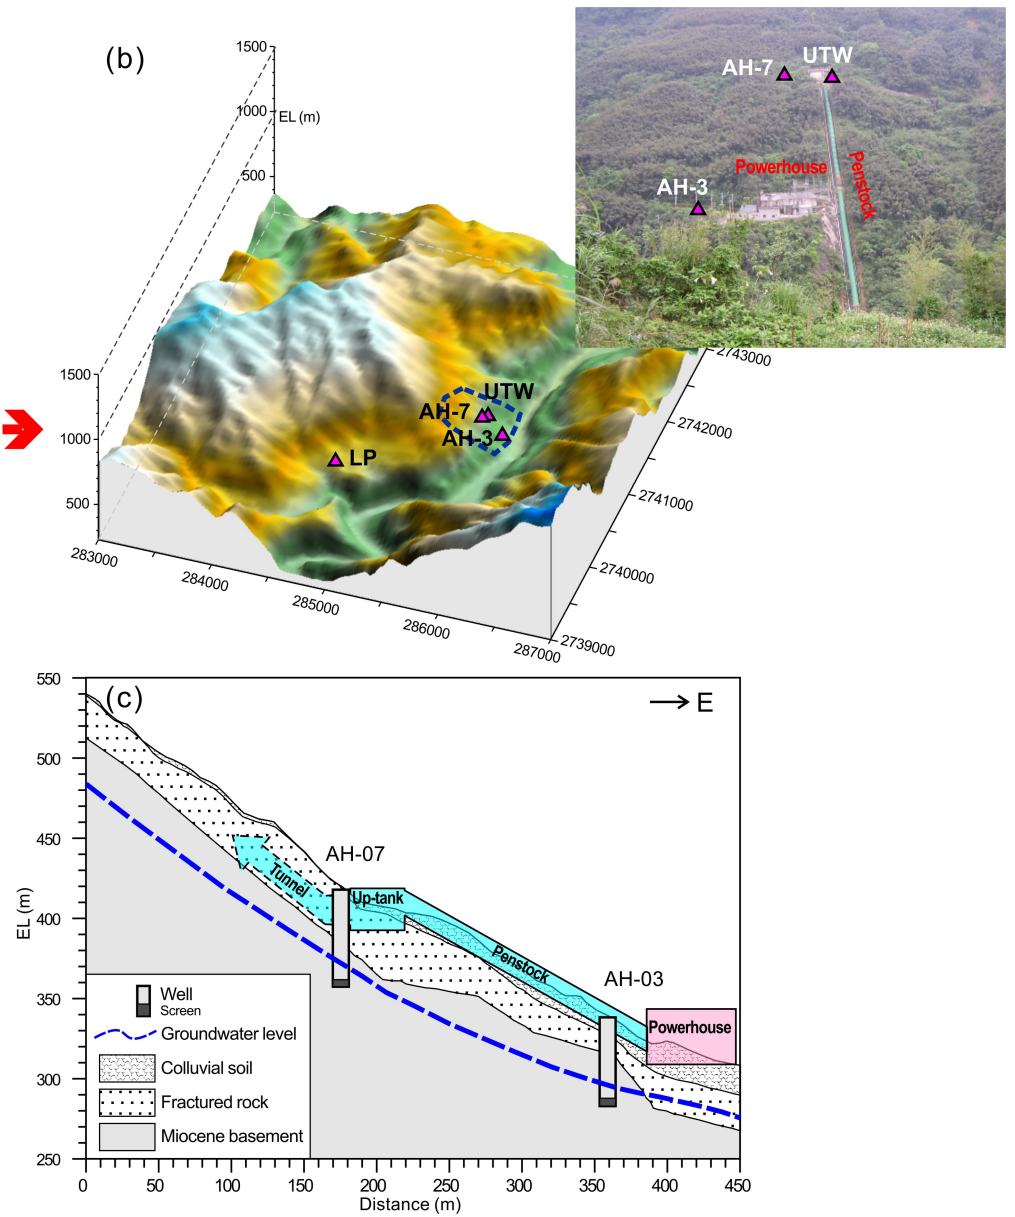 (b)
1500
1000
EL (m)
500
AH-7
UTW
Powerhouse
Penstock
AH-3
1500
1000
500
UTW
AH-7
AH-3
LP
2743000
2742000
2741000
2740000
2739000
283000
284000
285000
286000
287000
(c)
E
550
500
450
400
350
300
250
EL (m)
AH-07
Tunnel
Up-tank
Penstock
AH-03
Powerhouse
Well
Screen
Groundwater level
Colluvial soil
Fractured rock
Miocene basement
0 50 100 150 200 250 300 350 400 450
Distance (m)